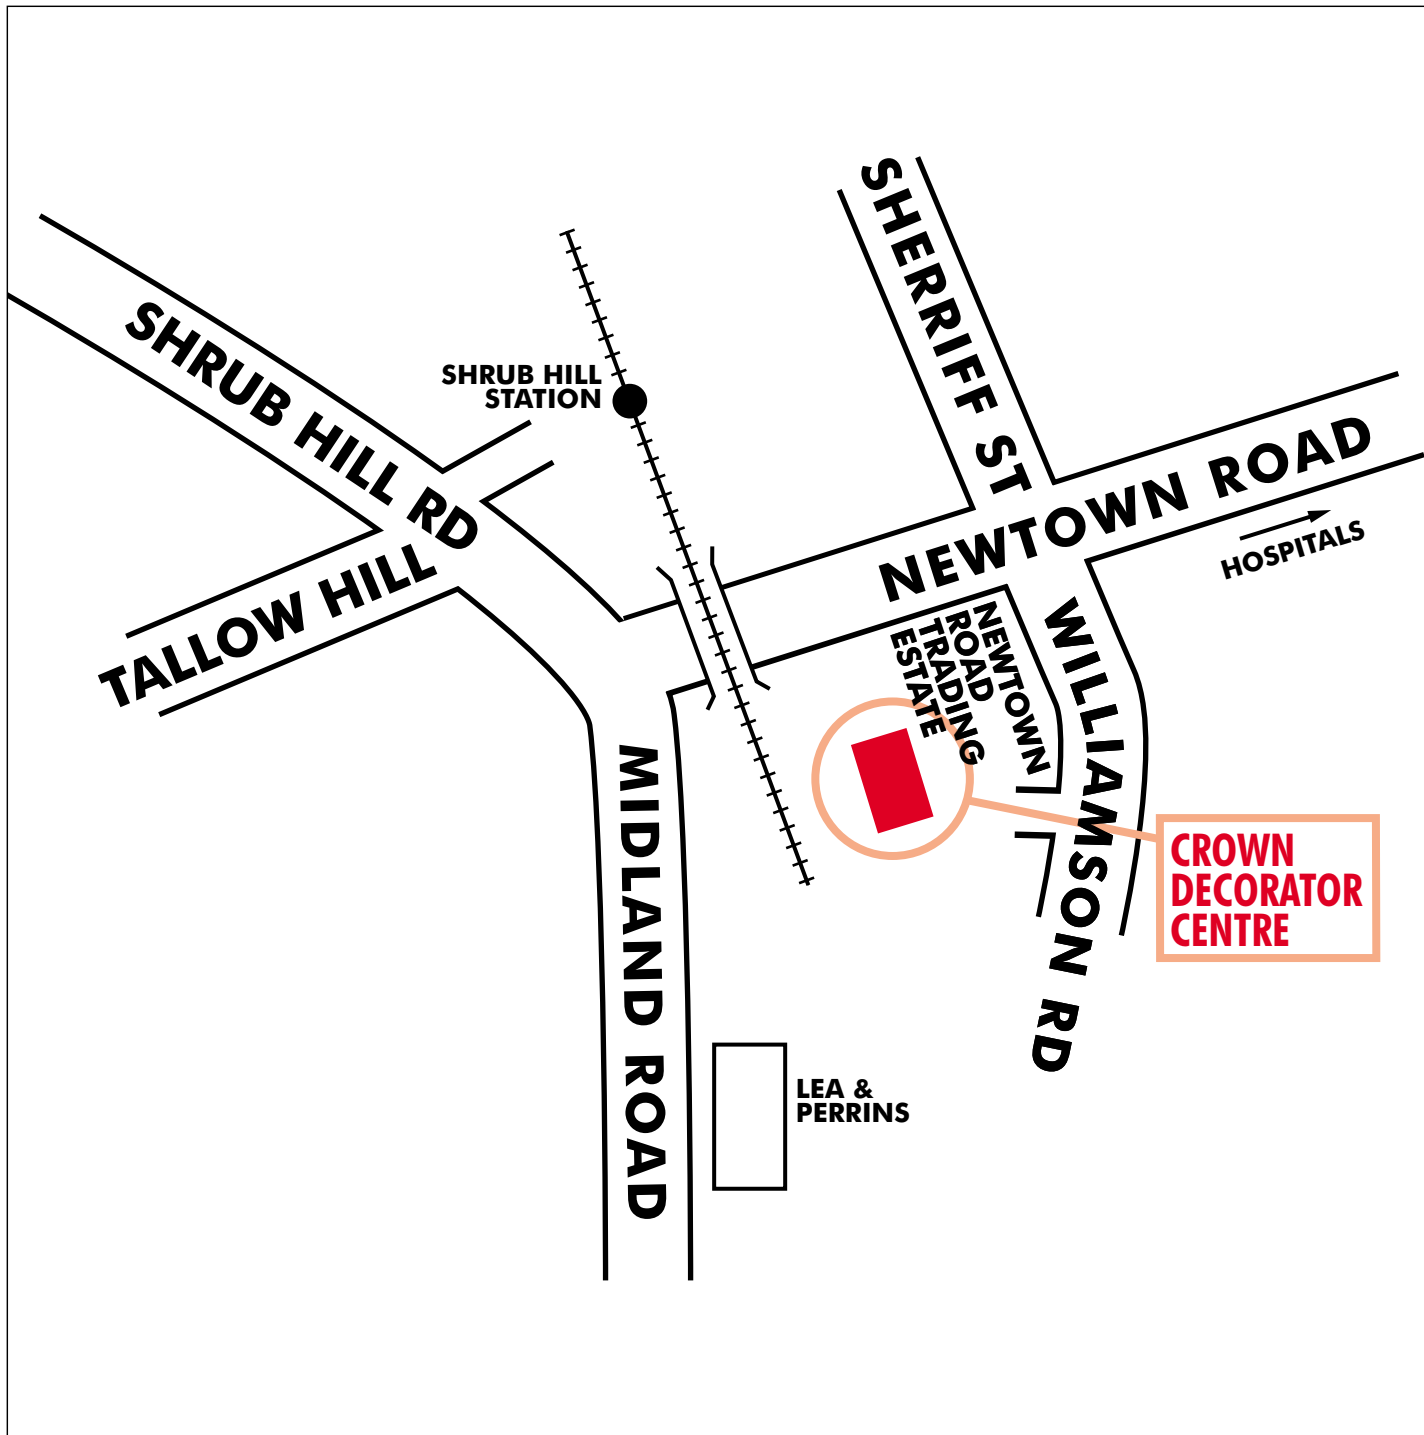 SHERRIFF ST
SHRUB HILL RD
SHRUB HILL
STATION
NEWTOWN ROAD
HOSPITALS
TALLOW HILL
NEWTOWN
ROAD
TRADING
ESTATE
WILLIAMSON RD
MIDLAND ROAD
CROWN
DECORATOR
CENTRE
LEA &
PERRINS